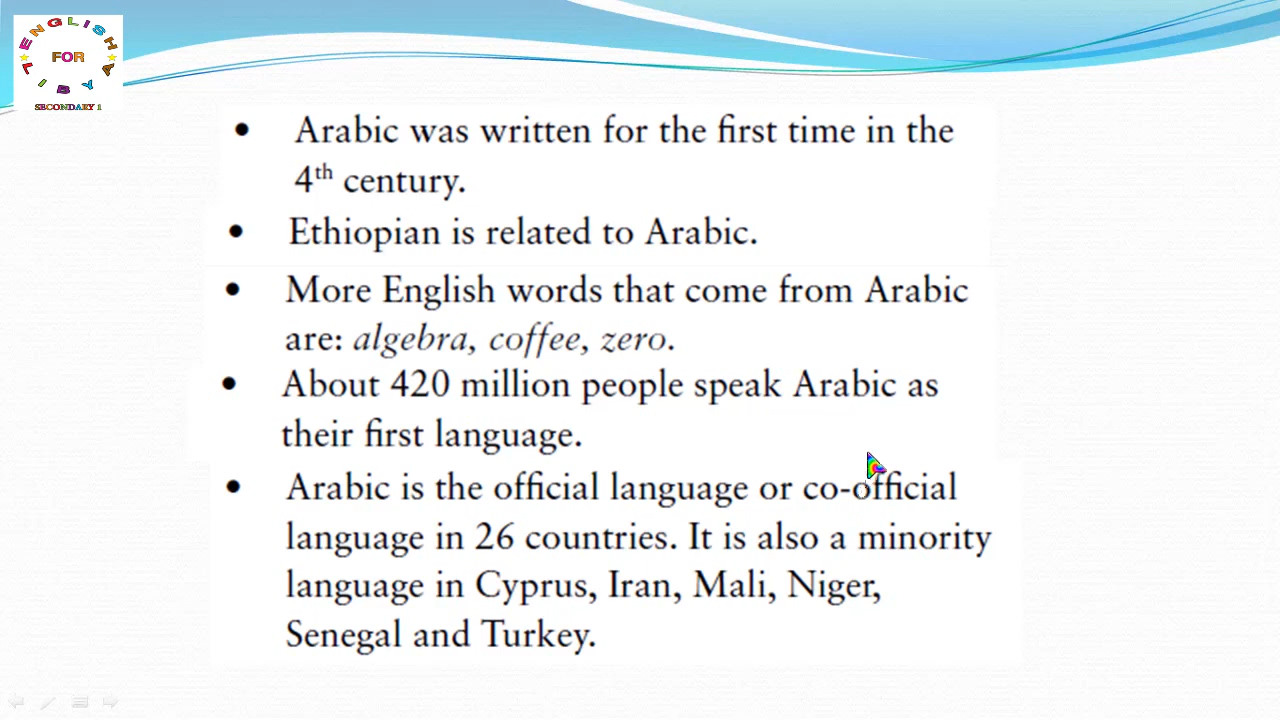 ENGLISH
FOR
LIBYA
SECONDARY 1
• Arabic was written for the first time in the
4th century.
• Ethiopian is related to Arabic.
• More English words that come from Arabic
are: algebra, coffee, zero.
• About 420 million people speak Arabic as
their first language.
• Arabic is the official language or co-official
language in 26 countries. It is also a minority
language in Cyprus, Iran, Mali, Niger,
Senegal and Turkey.